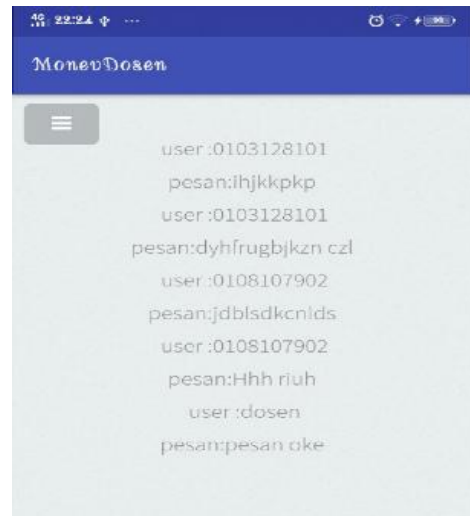 4G 22:24 ...
MonevDosen
user :0103128101
pesan:ihjkkpkp
user :0103128101
pesan:dyhfrugbjkzn czl
user :0108107902
pesan:jdblsdkcnlds
user :0108107902
pesan:Hhh riuh
user :dosen
pesan:pesan oke